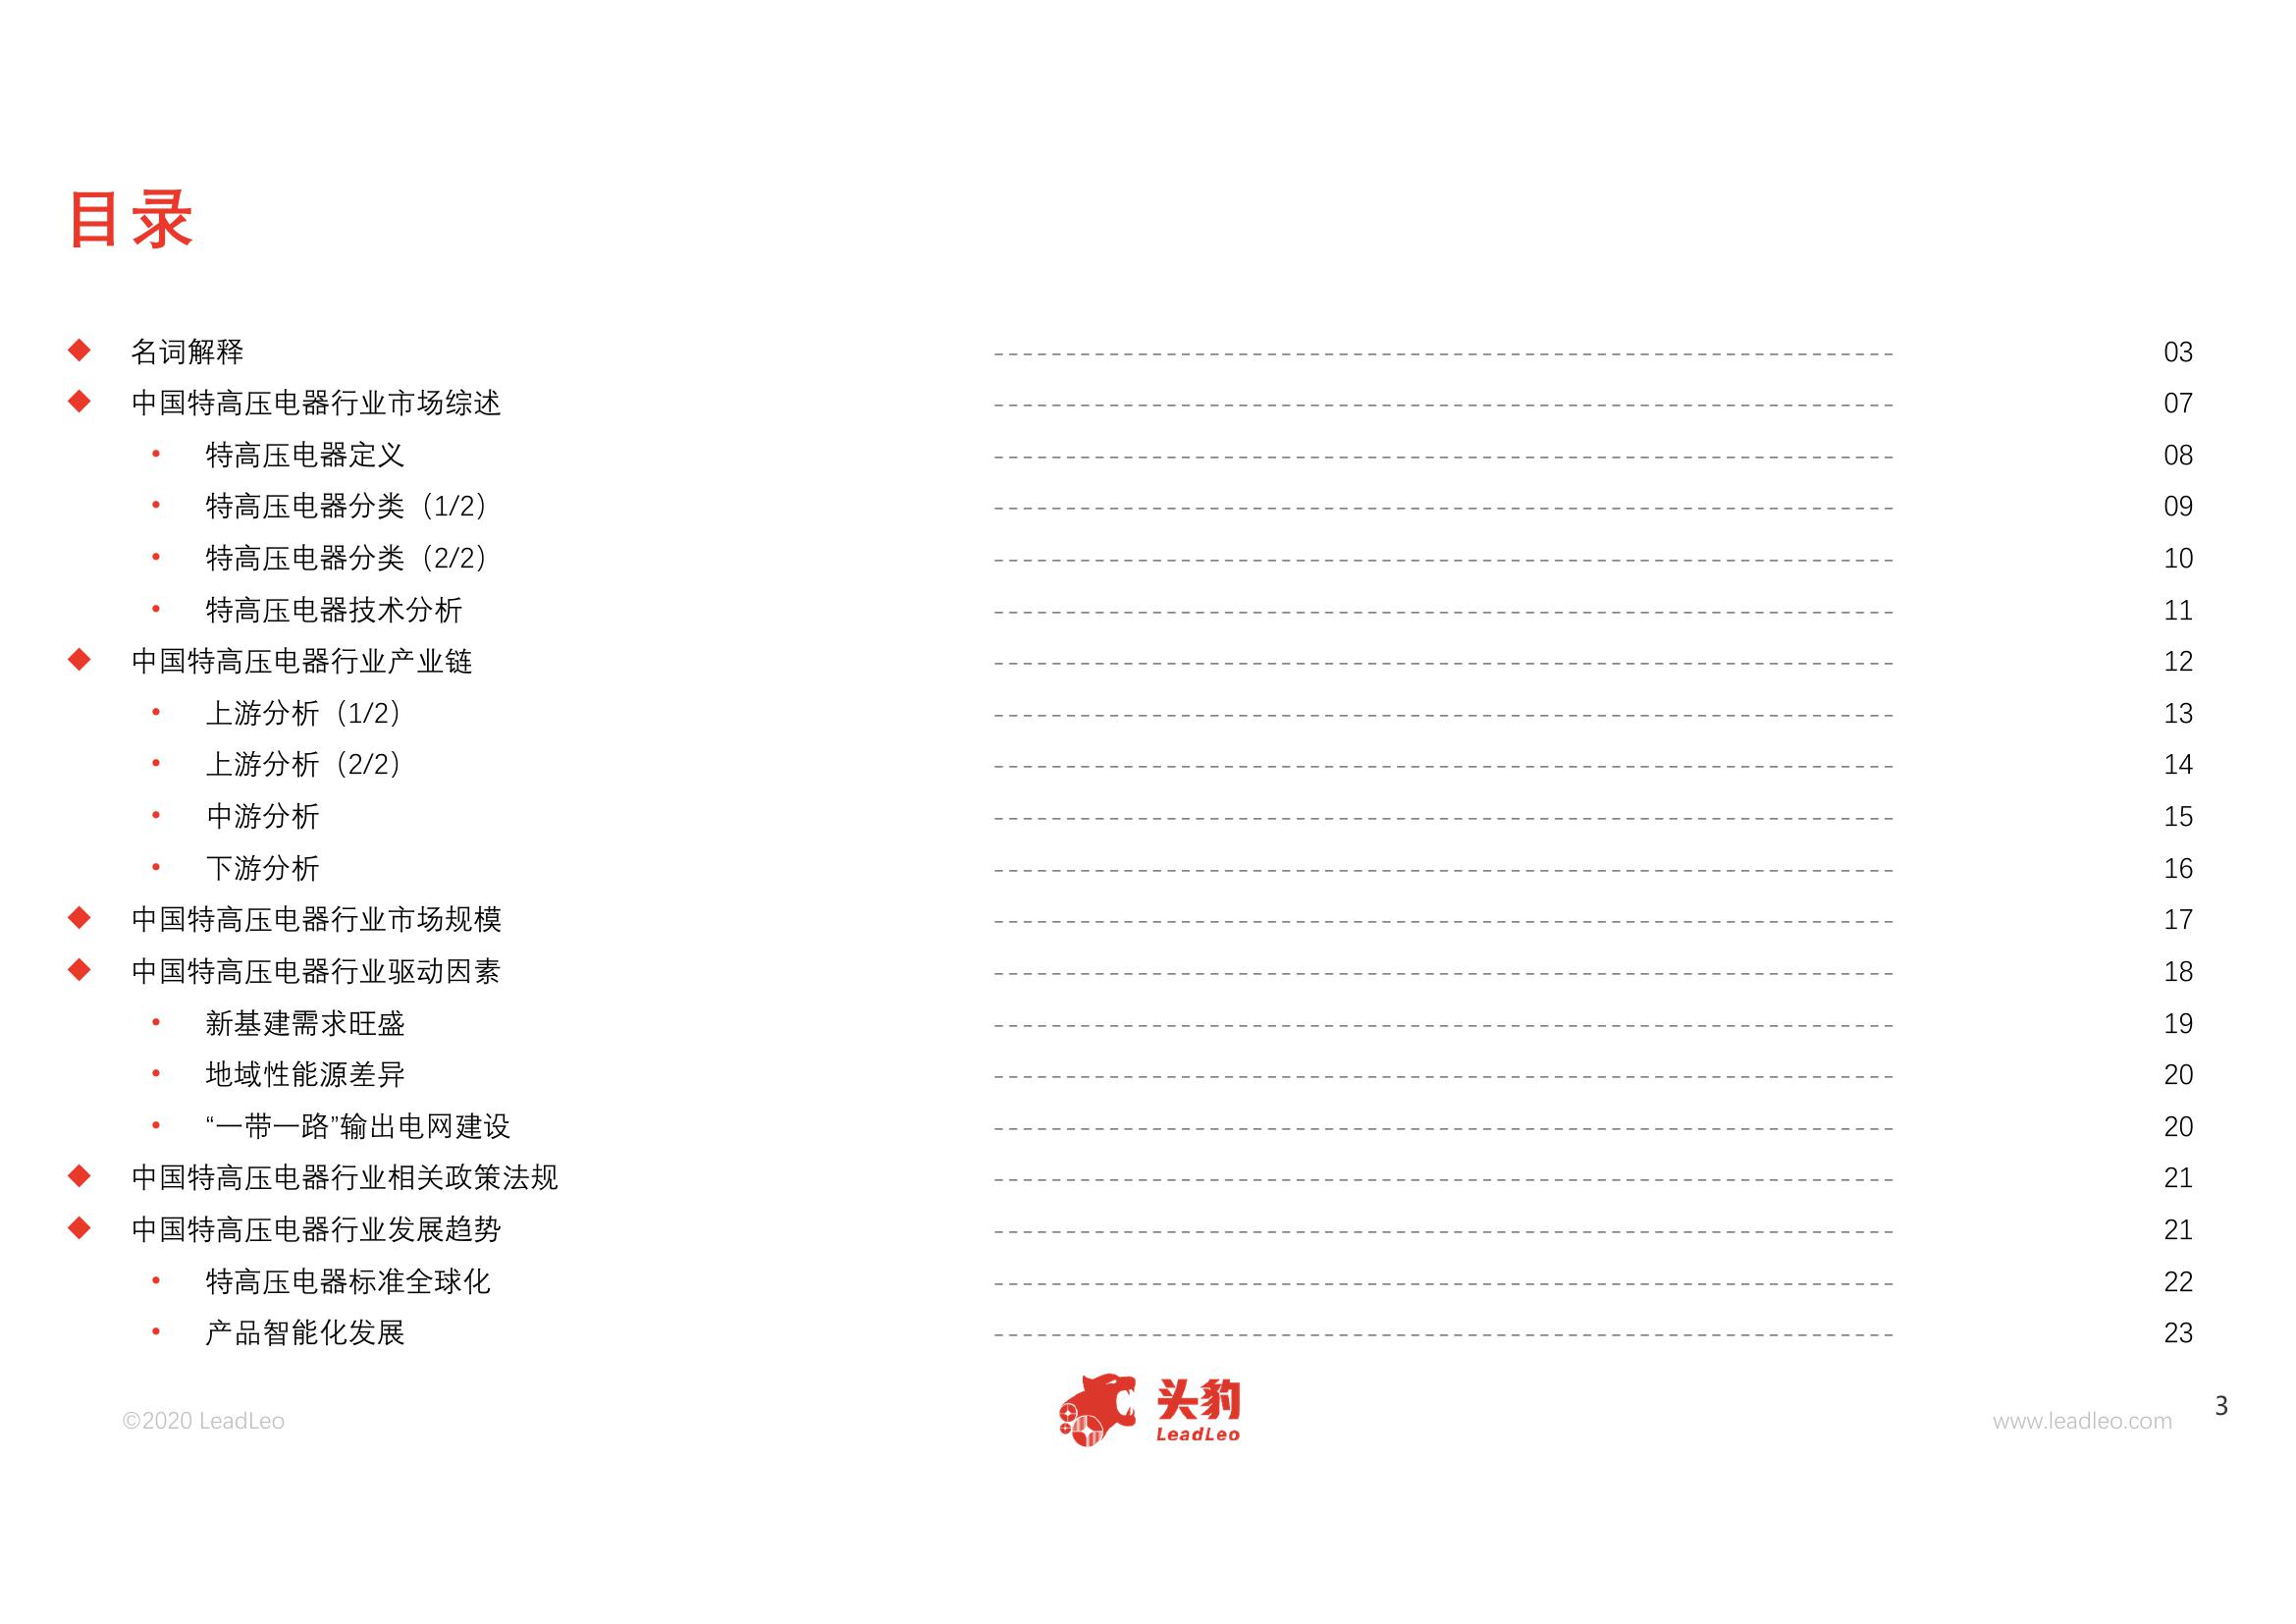 目录
名词解释 03
中国特高压电器行业市场综述 07
特高压电器定义 08
特高压电器分类（1/2） 09
特高压电器分类（2/2） 10
特高压电器技术分析 11
中国特高压电器行业产业链 12
上游分析（1/2） 13
上游分析（2/2） 14
中游分析 15
下游分析 16
中国特高压电器行业市场规模 17
中国特高压电器行业驱动因素 18
新基建需求旺盛 19
地域性能源差异 20
“一带一路”输出电网建设 20
中国特高压电器行业相关政策法规 21
中国特高压电器行业发展趋势 21
特高压电器标准全球化 22
产品智能化发展 23
头豹
LeadLeo
©2020 LeadLeo
www.leadleo.com
3